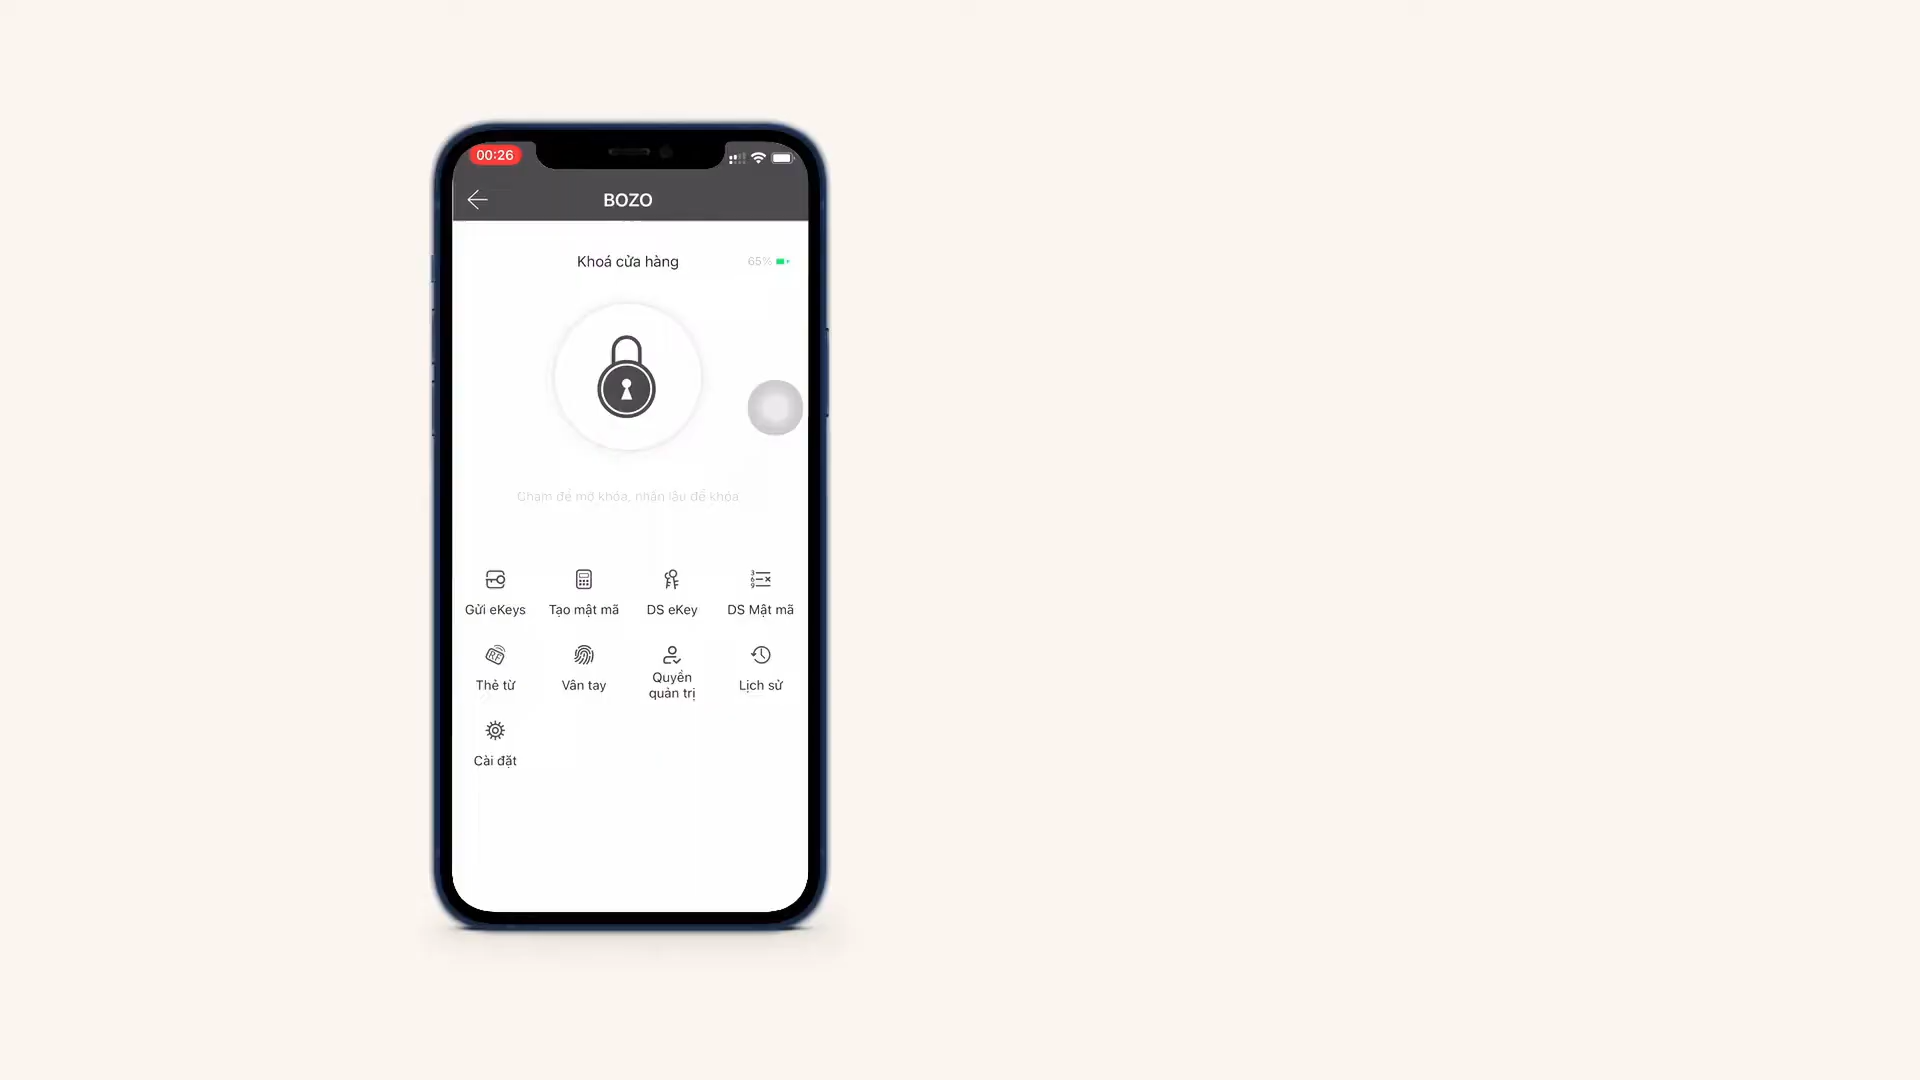 00:26
BOZO
Khoá cửa hàng
65%
Chạm để mở khóa, nhấn lâu để khóa
Gửi eKeys
Tạo mật mã
DS eKey
DS Mật mã
RF
Thẻ từ
Vân tay
Quyền
quản trị
Lịch sử
Cài đặt